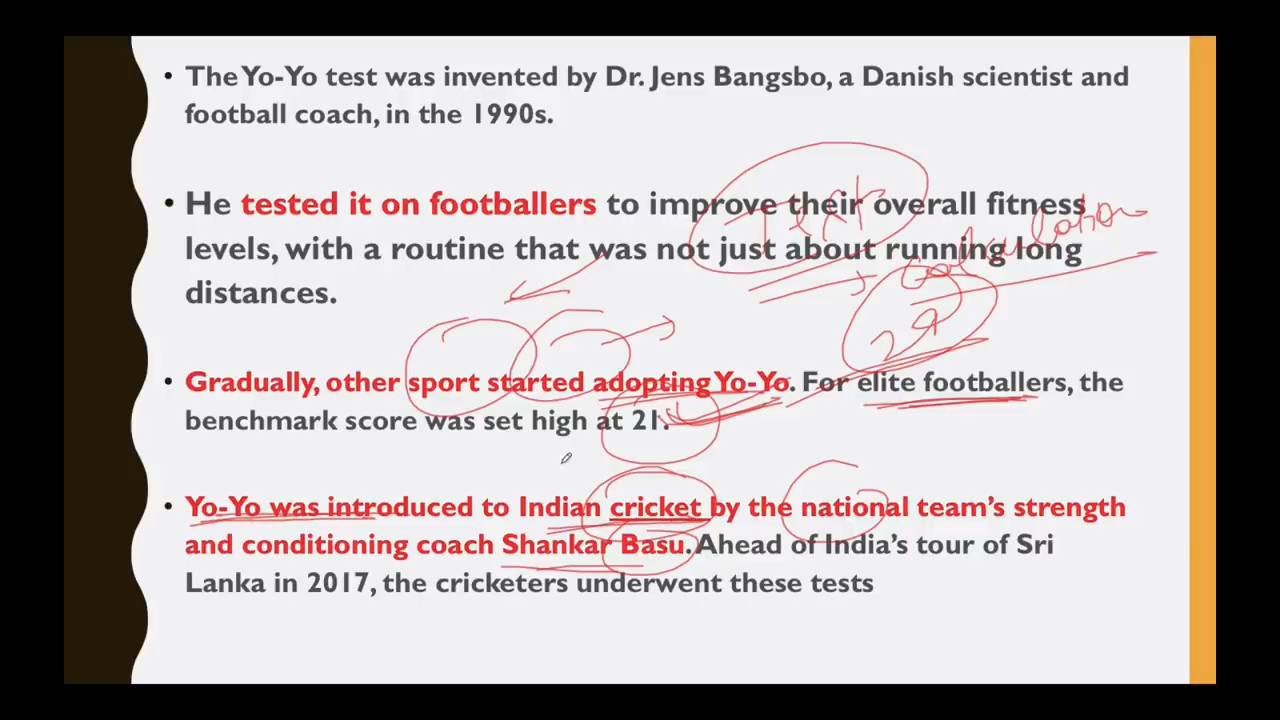 • The Yo-Yo test was invented by Dr. Jens Bangsbo, a Danish scientist and
football coach, in the 1990s.
• He tested it on footballers to improve their overall fitness
levels, with a routine that was not just about running long
distances.
Text
Calculation
29
• Gradually, other sport started adopting Yo-Yo. For elite footballers, the
benchmark score was set high at 21.
• Yo-Yo was introduced to Indian cricket by the national team's strength
and conditioning coach Shankar Basu. Ahead of India's tour of Sri
Lanka in 2017, the cricketers underwent these tests